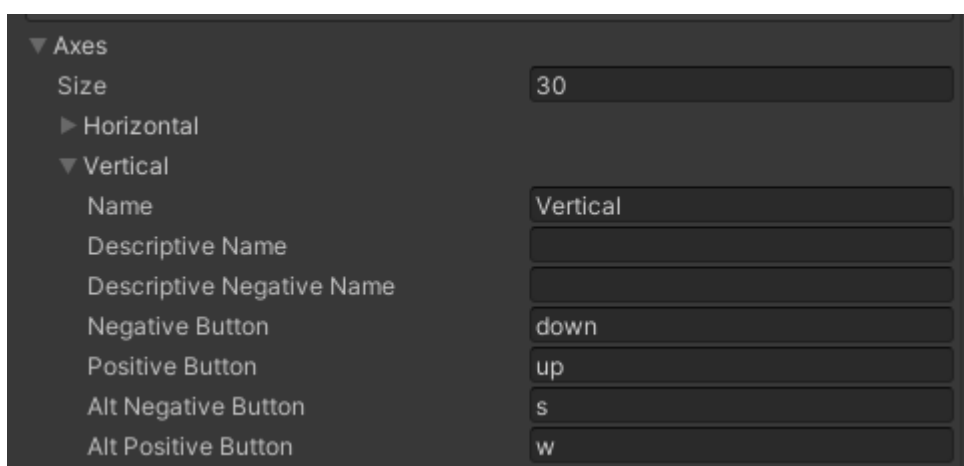 Axes
Size 30
Horizontal
Vertical
Name Vertical
Descriptive Name
Descriptive Negative Name
Negative Button down
Positive Button up
Alt Negative Button s
Alt Positive Button w